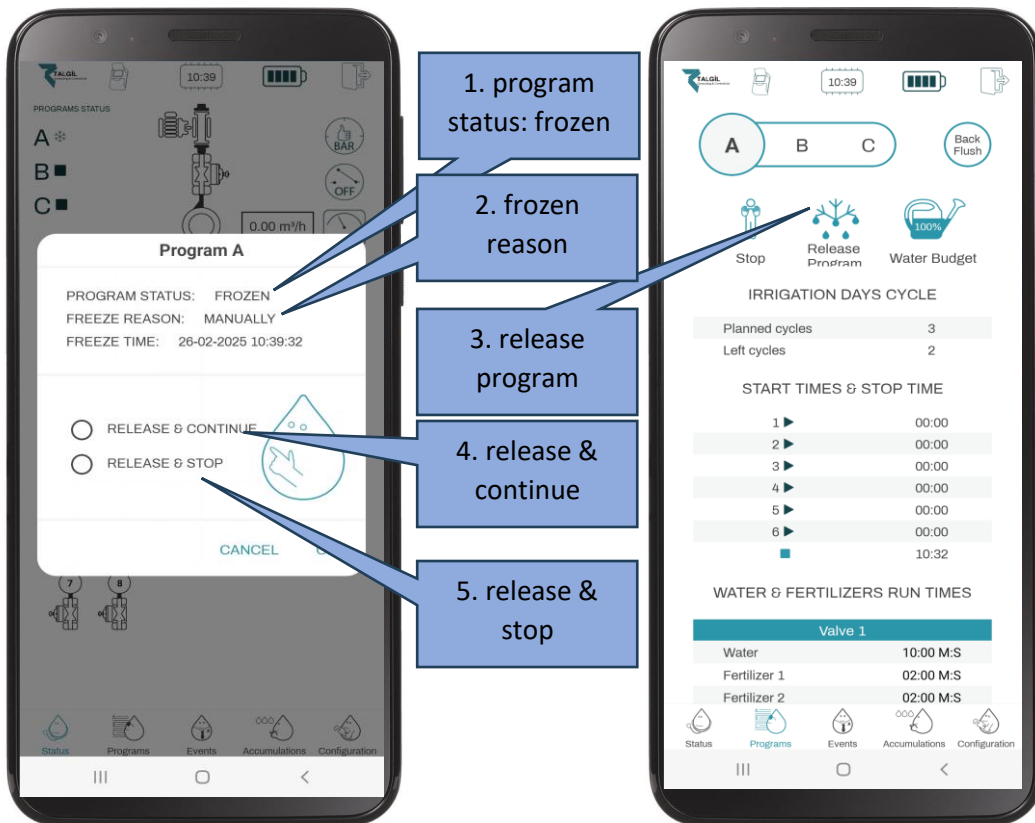 TALGIL
10:39
PROGRAMS STATUS
A
B
C
BAR
OFF
0.00 m³/h
Program A
PROGRAM STATUS: FROZEN
FREEZE REASON: MANUALLY
FREEZE TIME: 26-02-2025 10:39:32
RELEASE & CONTINUE
RELEASE & STOP
CANCEL
7 8
Status Programs Events Accumulations Configuration
1. program
status: frozen
2. frozen
reason
3. release
program
4. release &
continue
5. release &
stop
TALGIL
10:39
A B C
Back
Flush
Stop
Release
Program
100%
Water Budget
IRRIGATION DAYS CYCLE
Planned cycles 3
Left cycles 2
START TIMES & STOP TIME
1 00:00
2 00:00
3 00:00
4 00:00
5 00:00
6 00:00
10:32
WATER & FERTILIZERS RUN TIMES
Valve 1
Water 10:00 M:S
Fertilizer 1 02:00 M:S
Fertilizer 2 02:00 M:S
Status Programs Events Accumulations Configuration